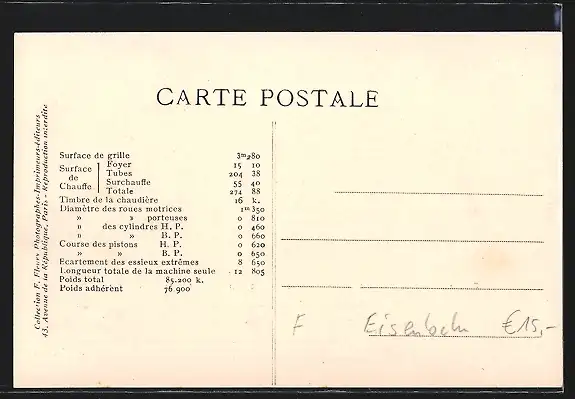 CARTE POSTALE
Collection F. Fleury Photographes-Imprimeurs-éditeurs
43, Avenue de la République, Paris - Reproduction interdite
Surface de grille 3m280
Surface de Chauffe
Foyer 15 10
Tubes 204 38
Surchauffe 55 40
Totale 274 88
Timbre de la chaudière 16 k.
Diamètre des roues motrices 1m350
» » porteuses 0 810
» des cylindres H. P. 0 460
» » B. P. 0 660
Course des pistons H. P. 0 620
» » B. P. 0 650
Ecartement des essieux extrêmes 8 650
Longueur totale de la machine seule 12 805
Poids total 85.200 k.
Poids adhérent 76 900
F Eisenbahn €15,-